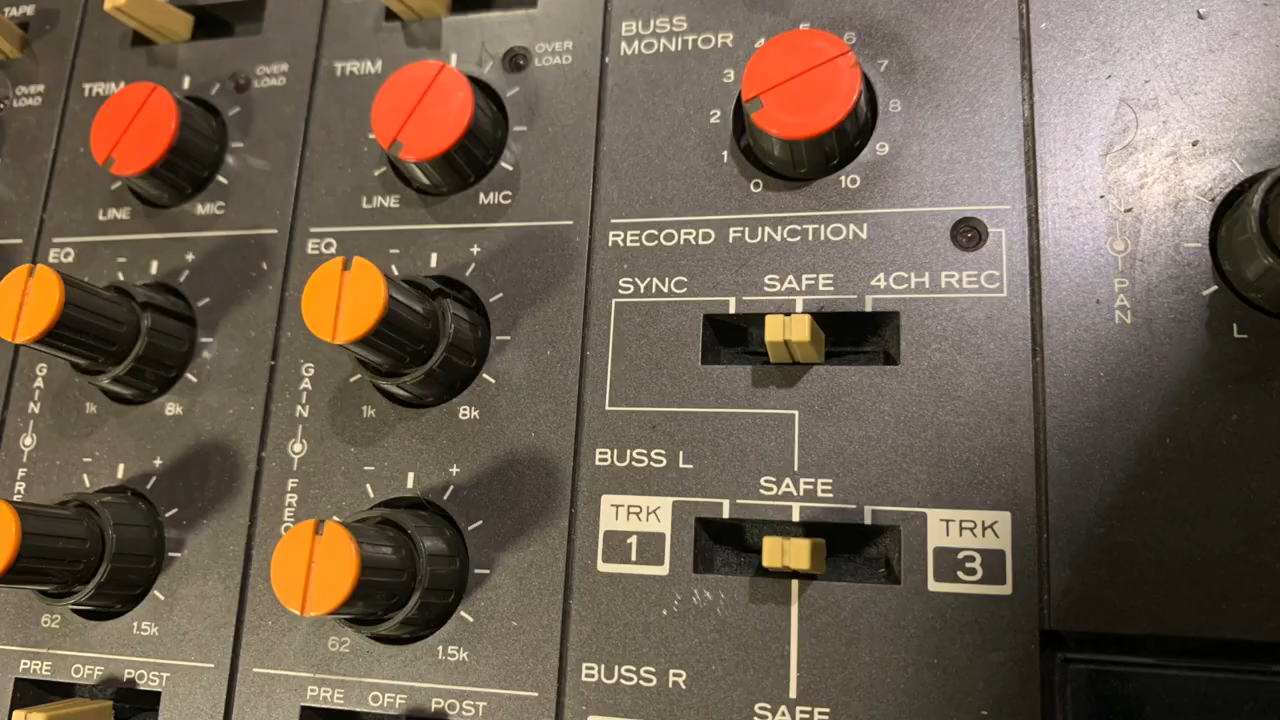 TAPE
OVER
LOAD
TRIM
OVER
LOAD
LINE
MIC
EQ
-
+
GAIN
FRE
1k
8k
-
+
62
1.5k
PRE OFF POST
TRIM
OVER
LOAD
LINE
MIC
EQ
-
+
GAIN
FREQ
1k
8k
-
+
62
1.5k
PRE OFF POST
BUSS
MONITOR
0
1
2
3
4
5
6
7
8
9
10
RECORD FUNCTION
SYNC
SAFE
4CH REC
BUSS L
SAFE
TRK
1
TRK
3
BUSS R
SAFE
PAN
L